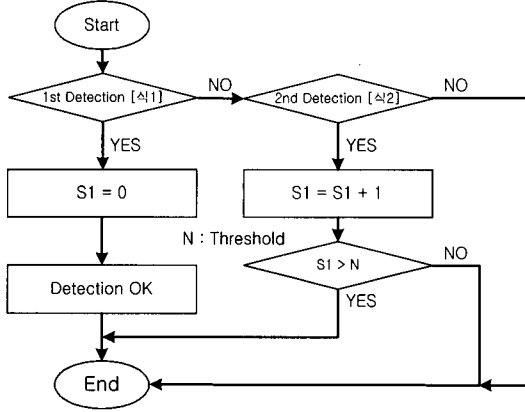 Start
1st Detection [식1]
NO
2nd Detection [식2]
NO
YES
YES
S1 = 0
S1 = S1 + 1
N : Threshold
Detection OK
S1 > N
NO
YES
End